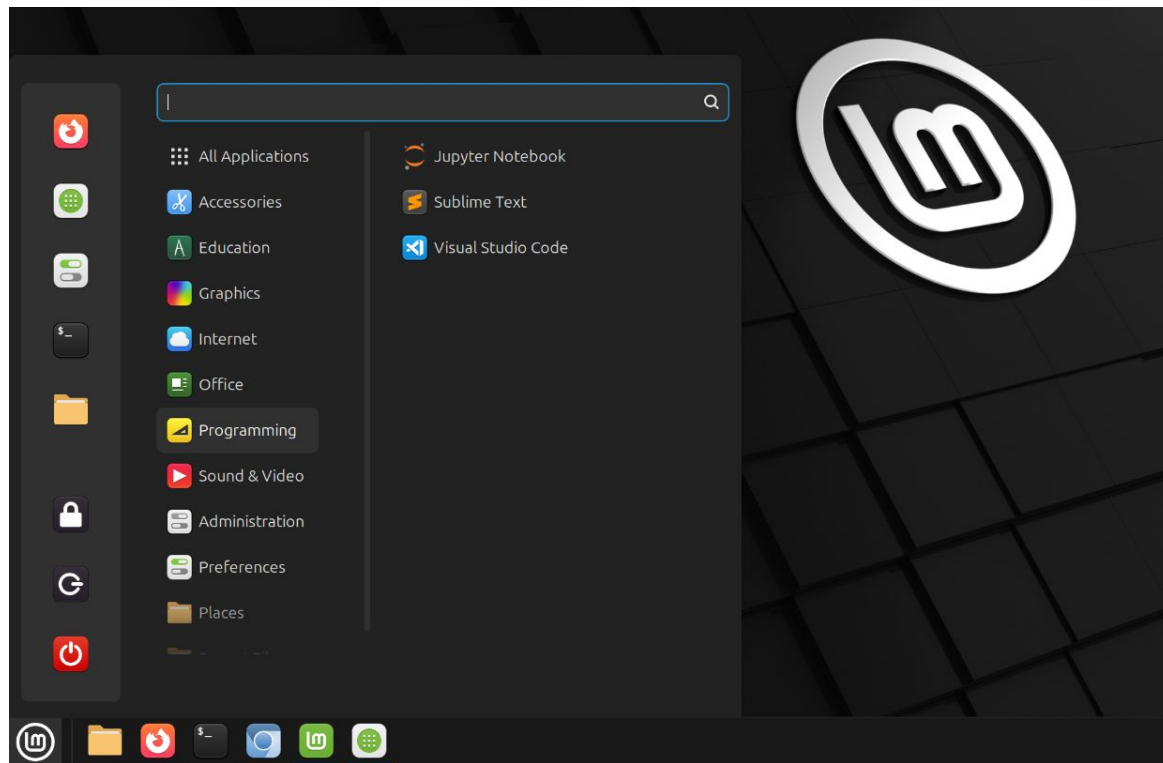 All Applications
Accessories
Education
Graphics
Internet
Office
Programming
Sound & Video
Administration
Preferences
Places
Jupyter Notebook
Sublime Text
Visual Studio Code
$_
$_